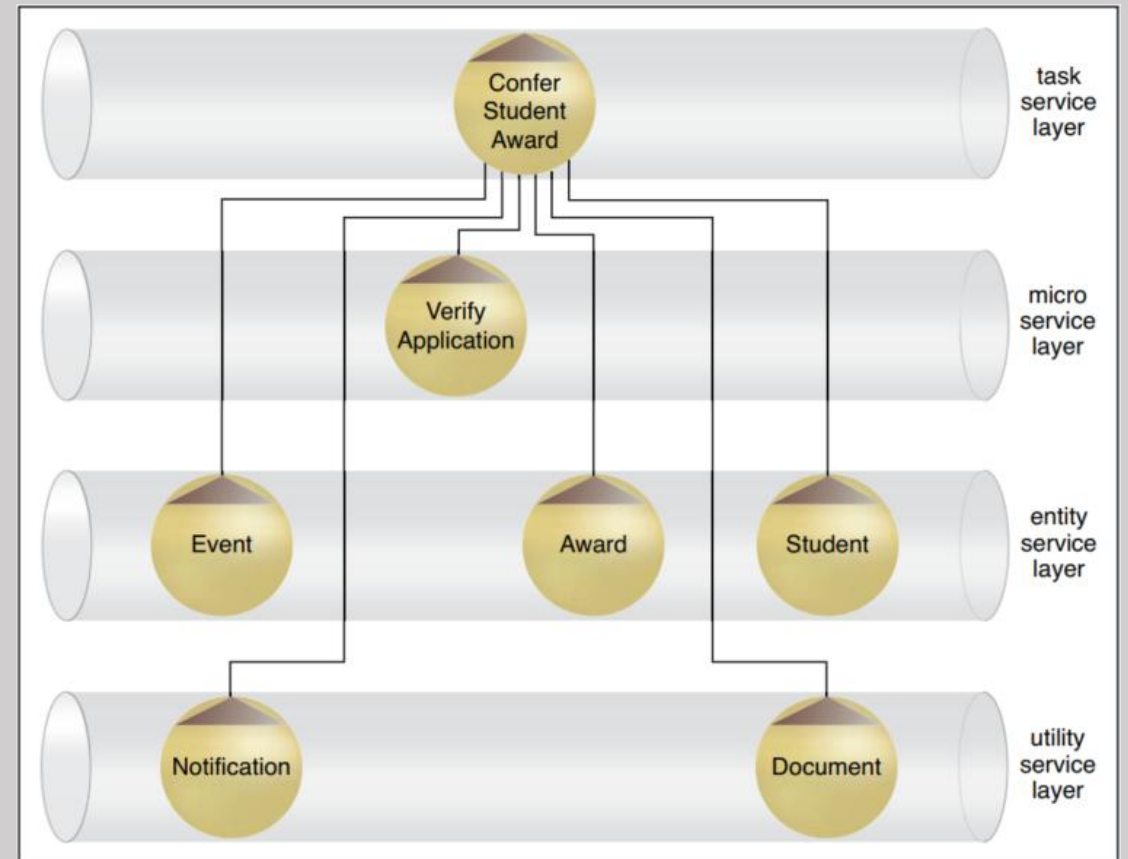 Confer
Student
Award
task
service
layer
Verify
Application
micro
service
layer
Event
Award
Student
entity
service
layer
Notification
Document
utility
service
layer